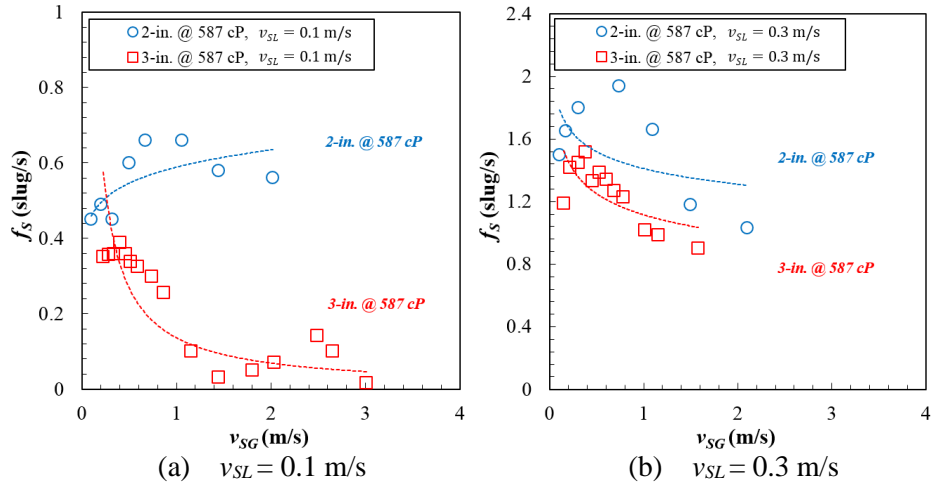 1
0.8
0.6
0.4
0.2
0
f_S (slug/s)
2-in. @ 587 cP, v_SL = 0.1 m/s
3-in. @ 587 cP, v_SL = 0.1 m/s
2-in. @ 587 cP
3-in. @ 587 cP
0 1 2 3 4
v_SG (m/s)
(a) v_SL = 0.1 m/s
2.4
2
1.6
1.2
0.8
0.4
0
f_S (slug/s)
2-in. @ 587 cP, v_SL = 0.3 m/s
3-in. @ 587 cP, v_SL = 0.3 m/s
2-in. @ 587 cP
3-in. @ 587 cP
0 1 2 3 4
v_SG (m/s)
(b) v_SL = 0.3 m/s